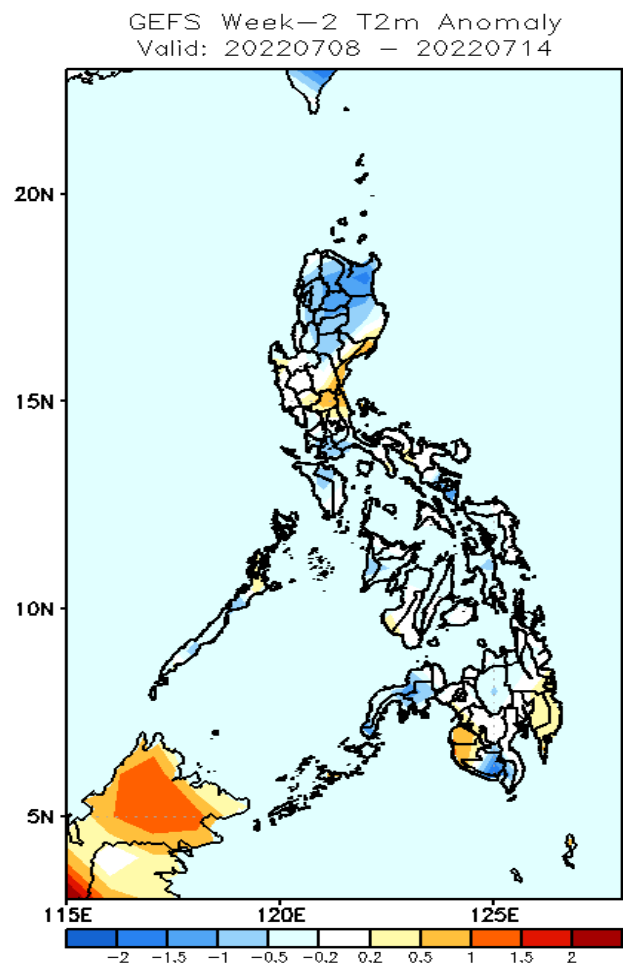 GEFS Week-2 T2m Anomaly
Valid: 20220708 - 20220714
20N
15N
10N
5N
115E 120E 125E
-2 -1.5 -1 -0.5 -0.2 0.2 0.5 1 1.5 2